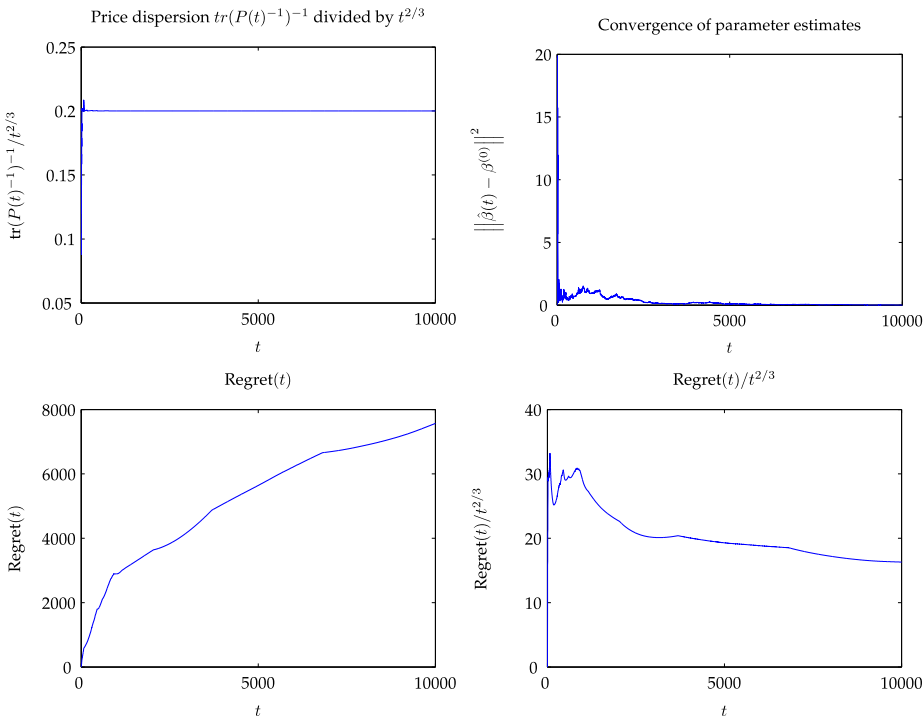 Price dispersion tr(P(t)⁻¹)⁻¹ divided by t^{2/3}
0.25
0.2
0.15
0.1
0.05
tr(P(t)⁻¹)⁻¹/t^{2/3}
0
5000
10000
t
Convergence of parameter estimates
20
15
10
5
0
||β̂(t) − β⁽⁰⁾||²
0
5000
10000
t
Regret(t)
8000
6000
4000
2000
0
Regret(t)
0
5000
10000
t
Regret(t)/t^{2/3}
40
30
20
10
0
Regret(t)/t^{2/3}
0
5000
10000
t